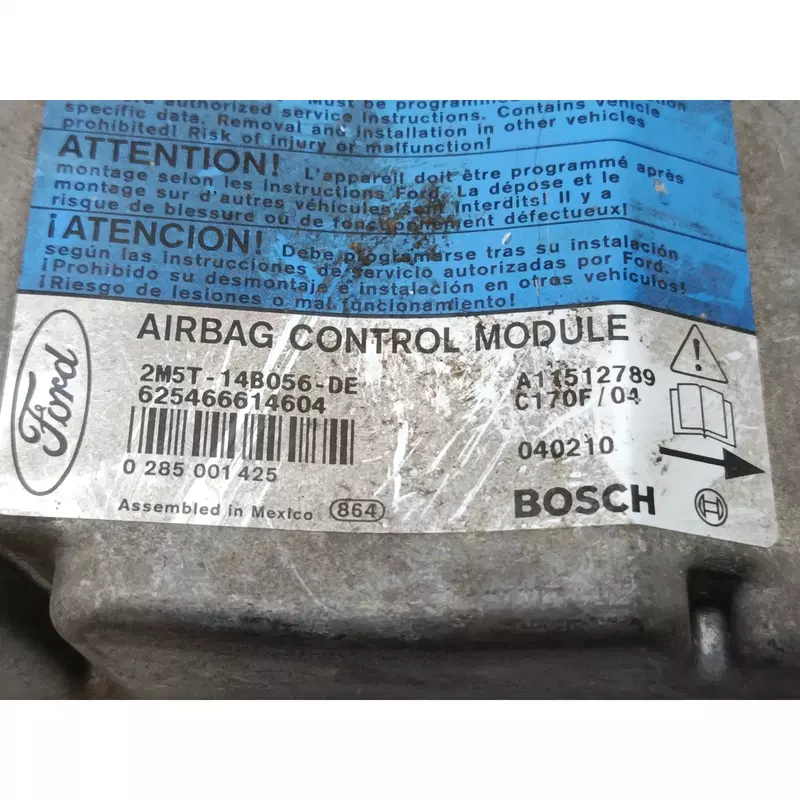 authorized service instructions. Must be programmed
specific data. Removal and installation in other vehicles
prohibited! Risk of injury or malfunction!
Contains vehicle
ATTENTION! L'appareil doit être programmé après
montage selon les instructions Ford. La dépose et le
montage sur d'autres véhicules sont interdits! Il y a
risque de blessure ou de fonctionnement défectueux!
¡ATENCION! Debe programarse tras su instalación
según las instrucciones de servicio autorizadas por Ford.
¡Prohibido su desmontaje e instalación en otros vehículos!
¡Riesgo de lesiones o mal funcionamiento!
Ford
AIRBAG CONTROL MODULE
2M5T-14B056-DE A11512789
625466614604 C170F/04
040210
0 285 001 425
Assembled in Mexico 864 BOSCH